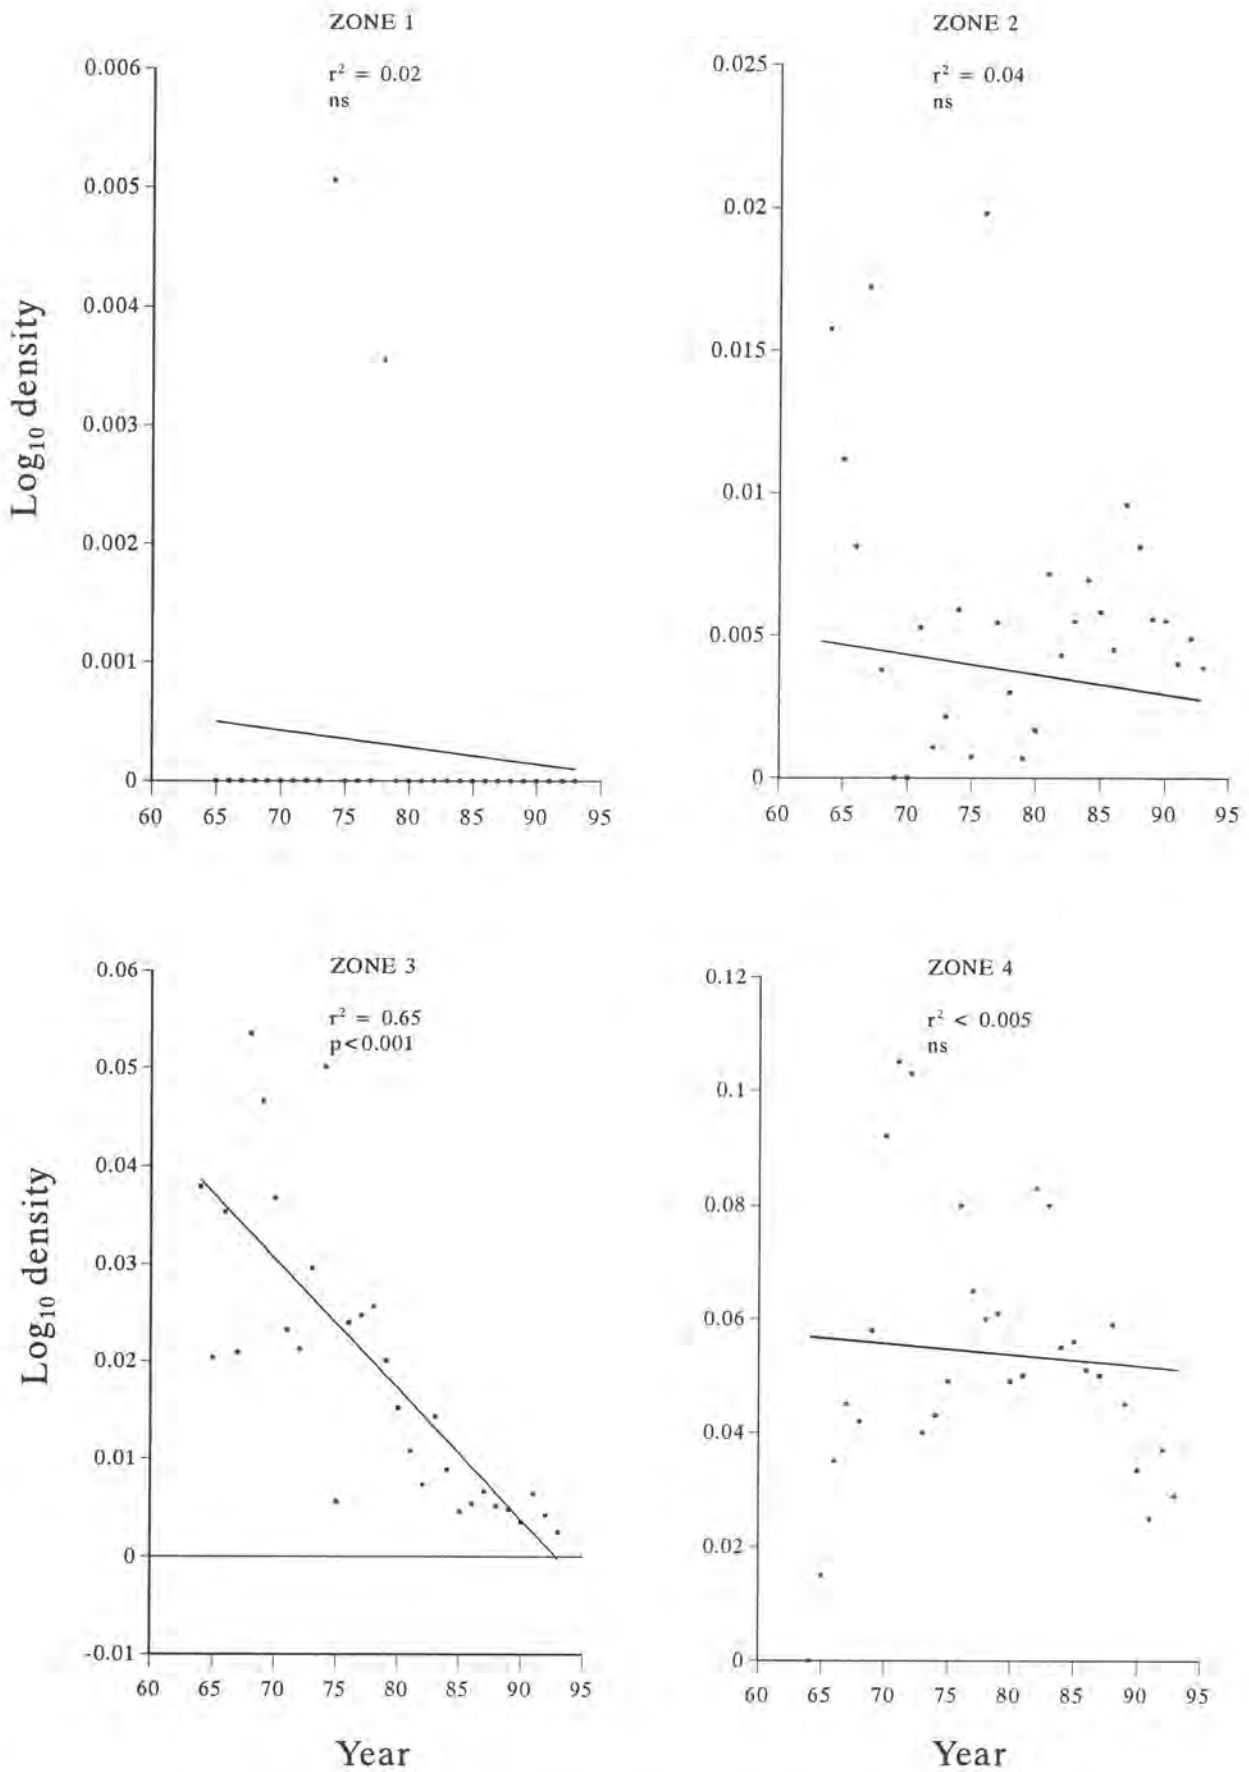 ZONE 1
r² = 0.02
ns
0.006
0.005
0.004
0.003
0.002
0.001
0
60 65 70 75 80 85 90 95
Log₁₀ density
ZONE 2
r² = 0.04
ns
0.025
0.02
0.015
0.01
0.005
0
60 65 70 75 80 85 90 95
ZONE 3
r² = 0.65
p<0.001
0.06
0.05
0.04
0.03
0.02
0.01
0
-0.01
60 65 70 75 80 85 90 95
Log₁₀ density
Year
ZONE 4
r² < 0.005
ns
0.12
0.1
0.08
0.06
0.04
0.02
0
60 65 70 75 80 85 90 95
Year